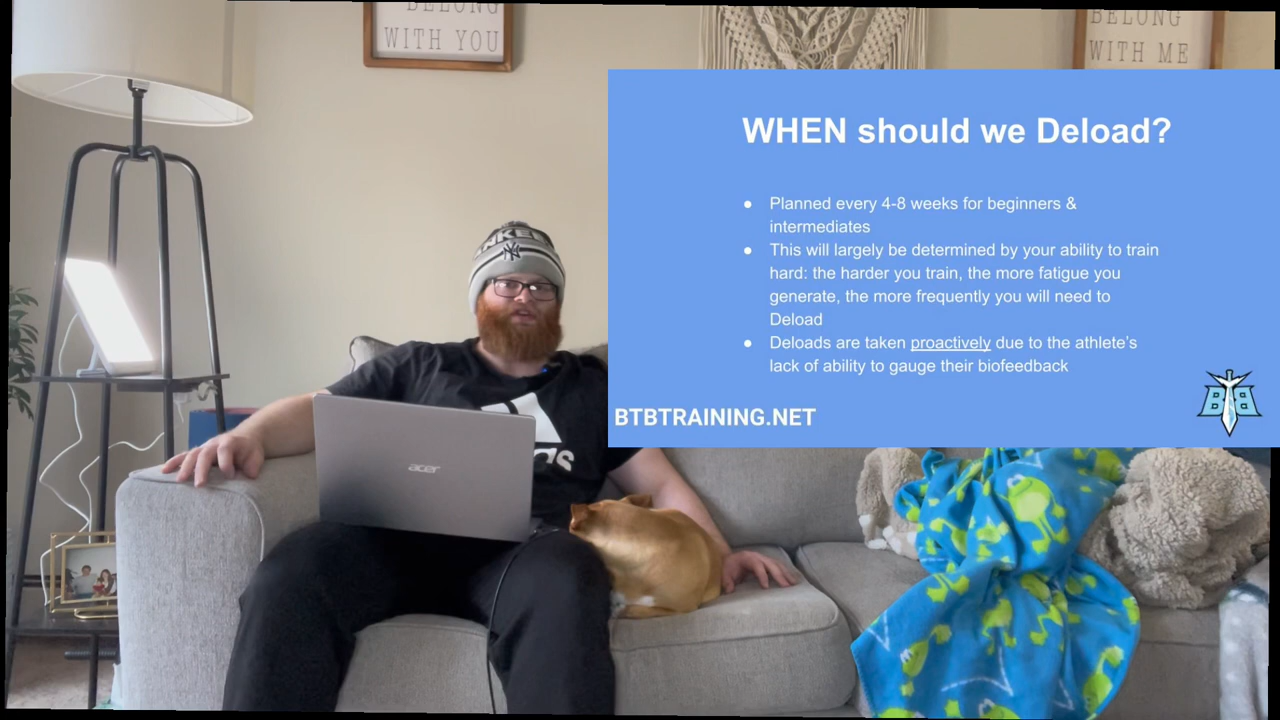 BELONG
WITH YOU
BELONG
WITH ME
WHEN should we Deload?
● Planned every 4-8 weeks for beginners &
intermediates
● This will largely be determined by your ability to train
hard: the harder you train, the more fatigue you
generate, the more frequently you will need to
Deload
● Deloads are taken proactively due to the athlete's
lack of ability to gauge their biofeedback
BTBTRAINING.NET
BTB
NY
acer